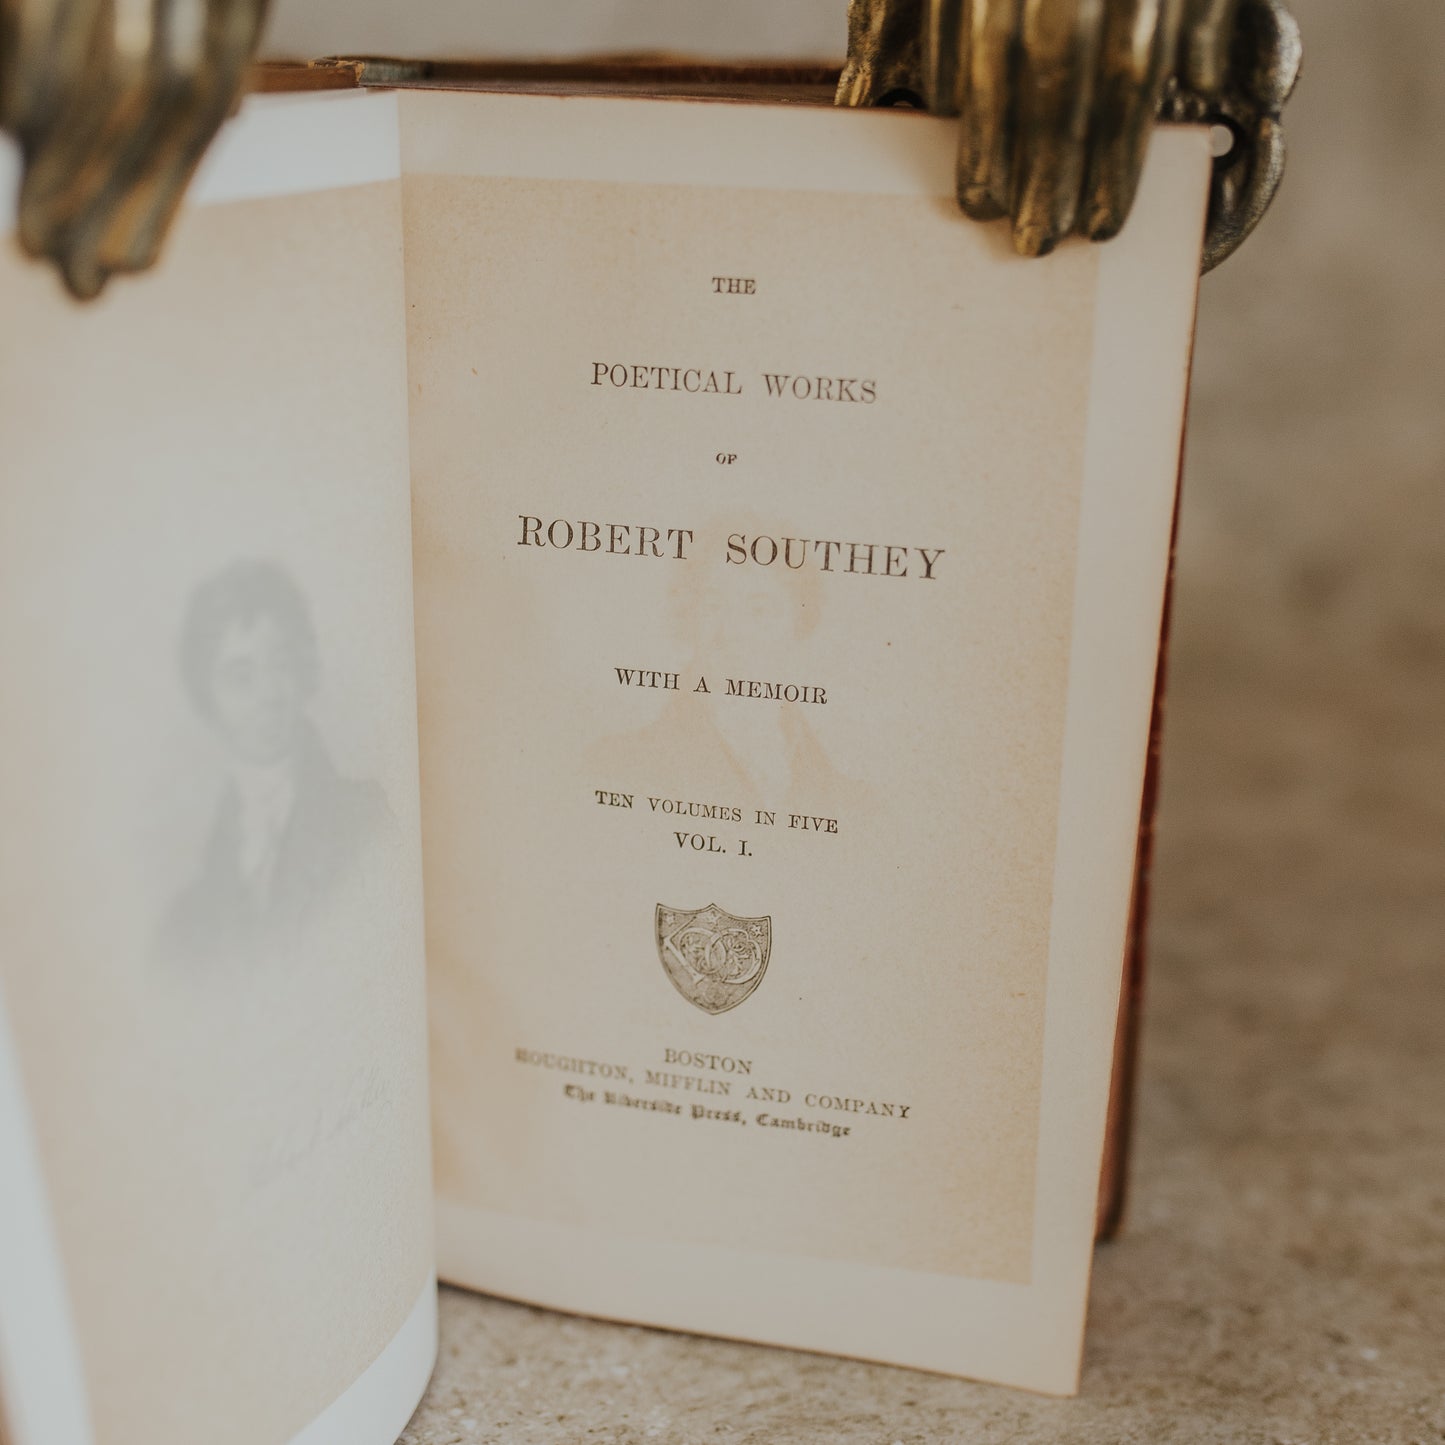 THE
POETICAL WORKS
OF
ROBERT SOUTHEY
WITH A MEMOIR
TEN VOLUMES IN FIVE
VOL. I.
BOSTON
HOUGHTON, MIFFLIN AND COMPANY
The Riverside Press, Cambridge